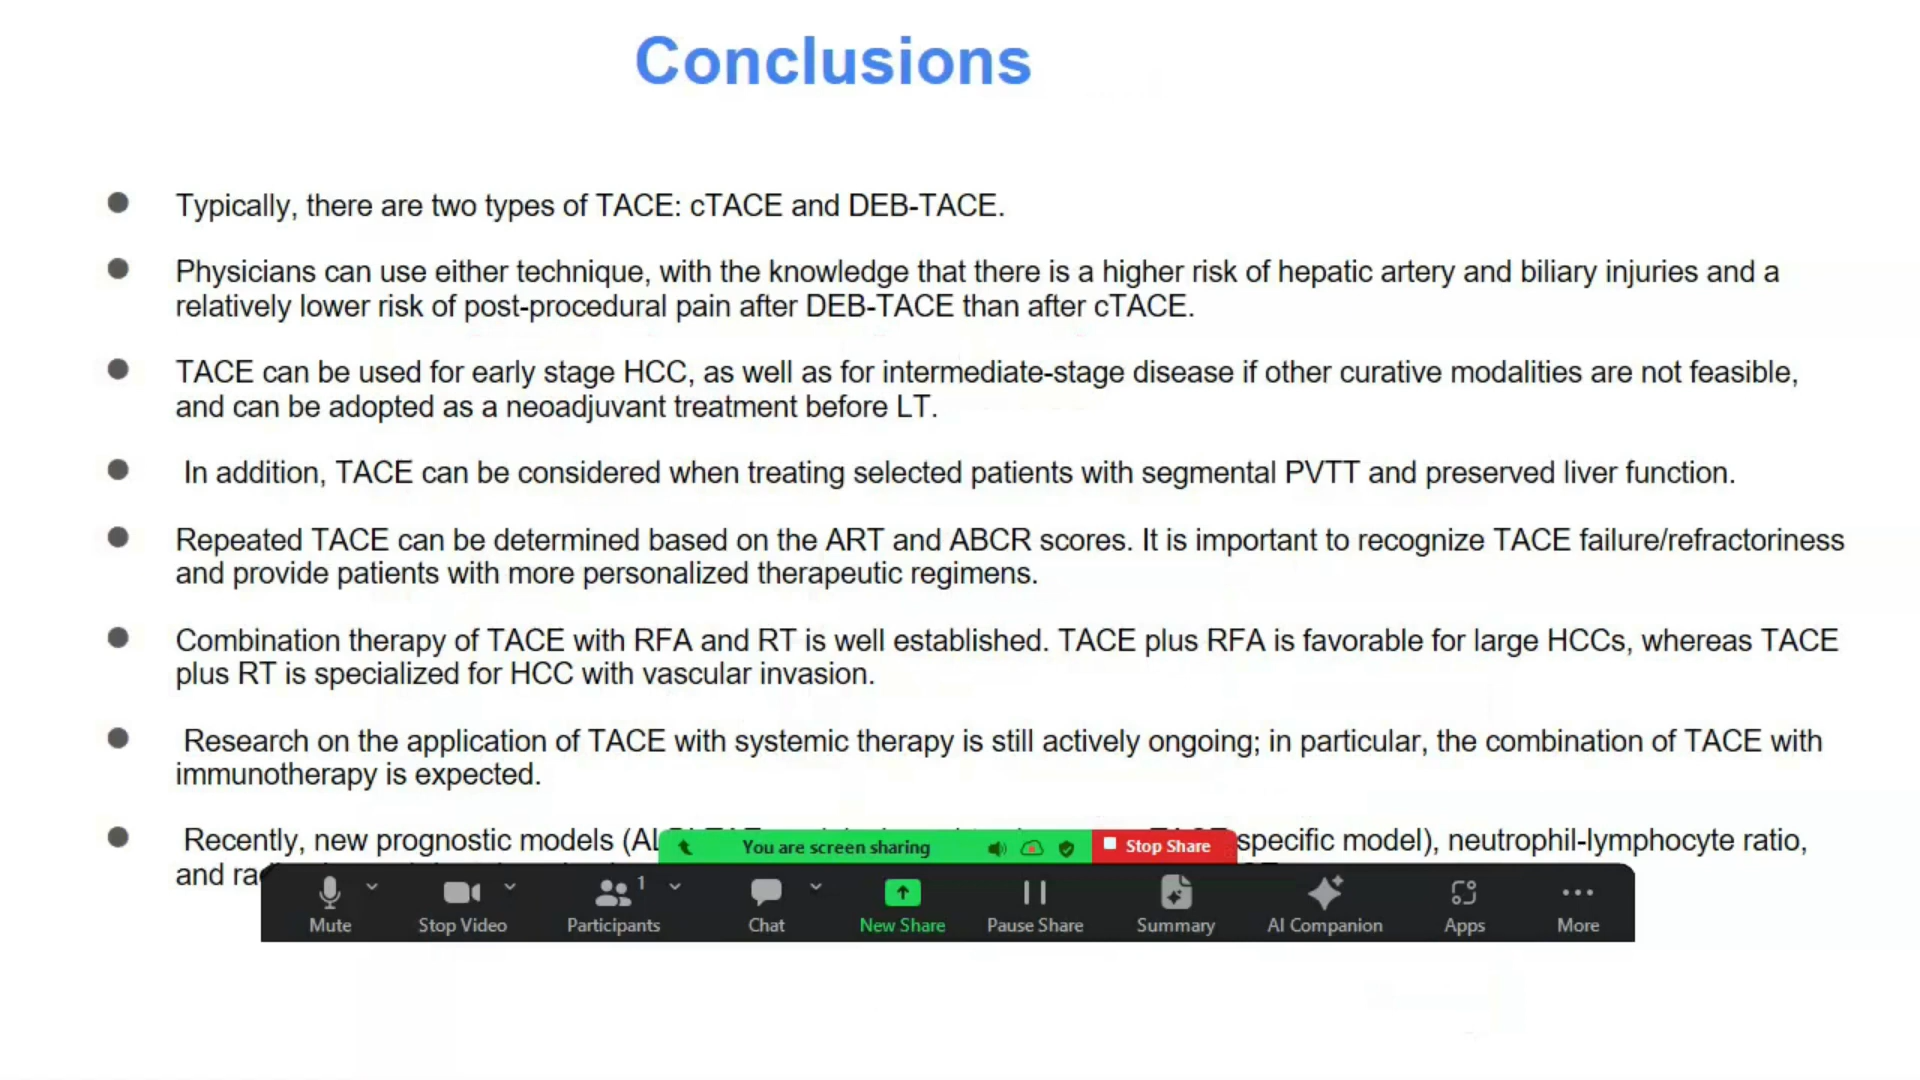 Conclusions
Typically, there are two types of TACE: cTACE and DEB-TACE.
Physicians can use either technique, with the knowledge that there is a higher risk of hepatic artery and biliary injuries and a
relatively lower risk of post-procedural pain after DEB-TACE than after cTACE.
TACE can be used for early stage HCC, as well as for intermediate-stage disease if other curative modalities are not feasible,
and can be adopted as a neoadjuvant treatment before LT.
In addition, TACE can be considered when treating selected patients with segmental PVTT and preserved liver function.
Repeated TACE can be determined based on the ART and ABCR scores. It is important to recognize TACE failure/refractoriness
and provide patients with more personalized therapeutic regimens.
Combination therapy of TACE with RFA and RT is well established. TACE plus RFA is favorable for large HCCs, whereas TACE
plus RT is specialized for HCC with vascular invasion.
Research on the application of TACE with systemic therapy is still actively ongoing; in particular, the combination of TACE with
immunotherapy is expected.
Recently, new prognostic models specific model), neutrophil-lymphocyte ratio,
and
You are screen sharing Stop Share
1
Mute Stop Video Participants Chat New Share Pause Share Summary AI Companion Apps More